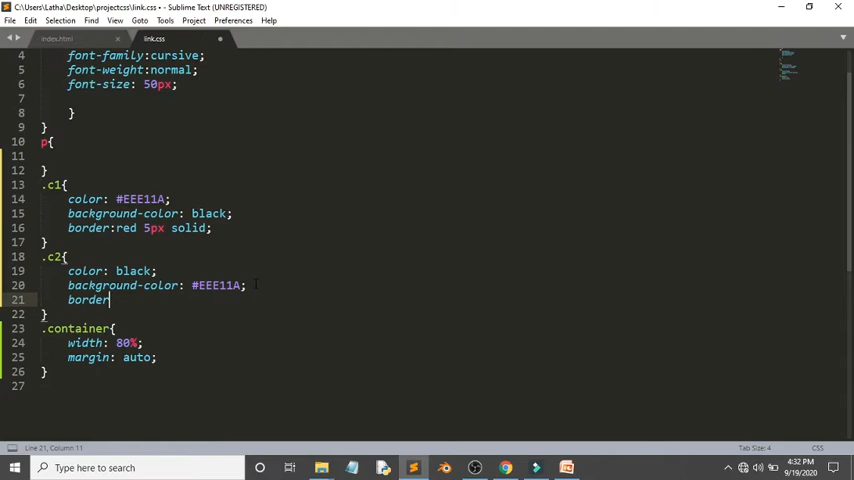 C:\Users\Latha\Desktop\projectcss\link.css • - Sublime Text (UNREGISTERED)
File Edit Selection Find View Goto Tools Project Preferences Help
index.html link.css
4 font-family:cursive;
5 font-weight:normal;
6 font-size: 50px;
7
8 }
9 }
10 p{
11
12 }
13 .c1{
14 color: #EEE11A;
15 background-color: black;
16 border:red 5px solid;
17 }
18 .c2{
19 color: black;
20 background-color: #EEE11A;
21 border
22 }
23 .container{
24 width: 80%;
25 margin: auto;
26 }
27
Line 21, Column 11 Tab Size: 4 CSS
Type here to search 4:32 PM
9/19/2020